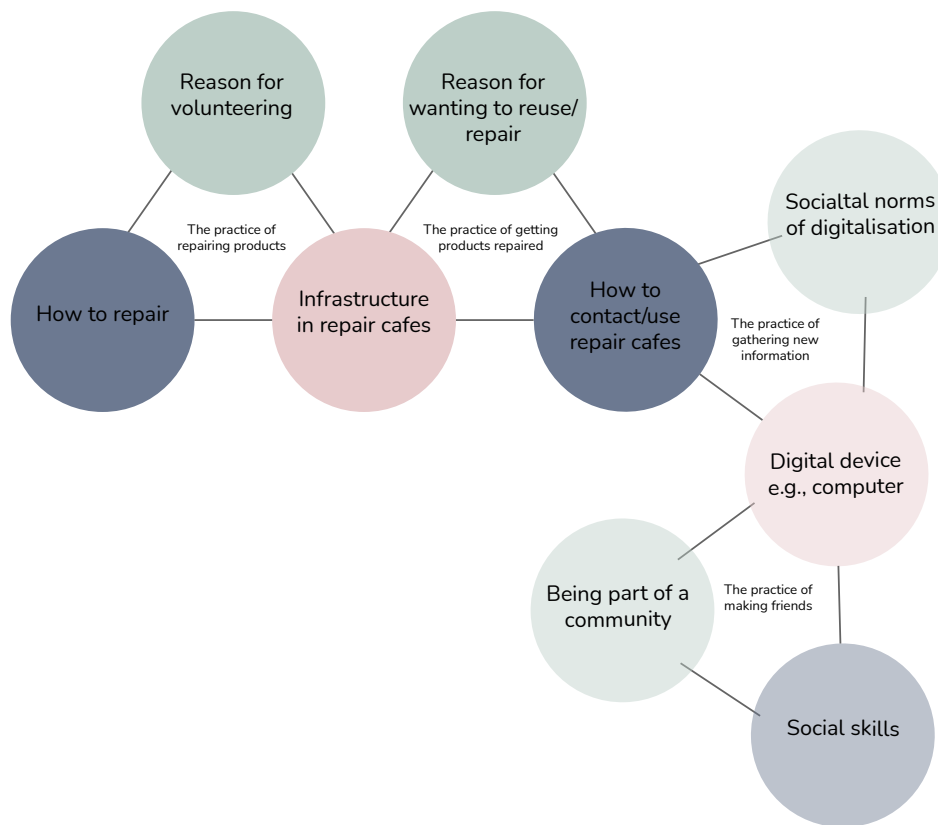 Reason for
volunteering
Reason for
wanting to reuse/
repair
Socialtal norms
of digitalisation
The practice of
repairing products
The practice of getting
products repaired
How to repair
Infrastructure
in repair cafes
How to
contact/use
repair cafes
The practice of
gathering new
information
Digital device
e.g., computer
Being part of a
community
The practice of
making friends
Social skills